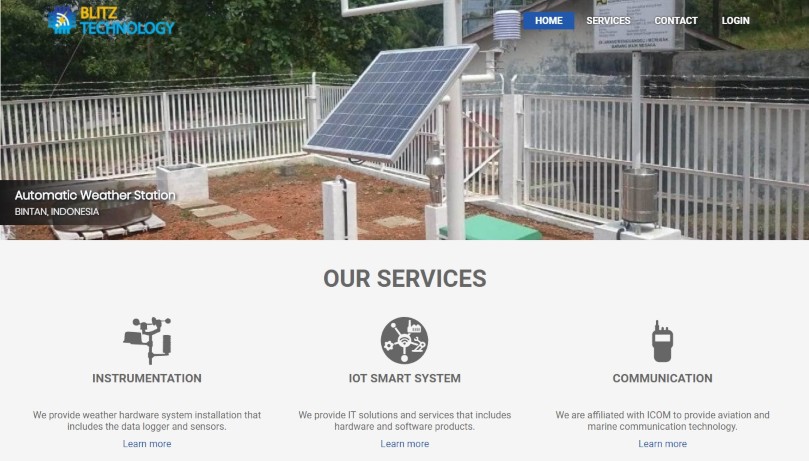 BLITZ
TECHNOLOGY
HOME
SERVICES
CONTACT
LOGIN
Automatic Weather Station
BINTAN, INDONESIA
OUR SERVICES
INSTRUMENTATION
IOT SMART SYSTEM
COMMUNICATION
We provide weather hardware system installation that
includes the data logger and sensors.
Learn more
We provide IT solutions and services that includes
hardware and software products.
Learn more
We are affiliated with ICOM to provide aviation and
marine communication technology.
Learn more